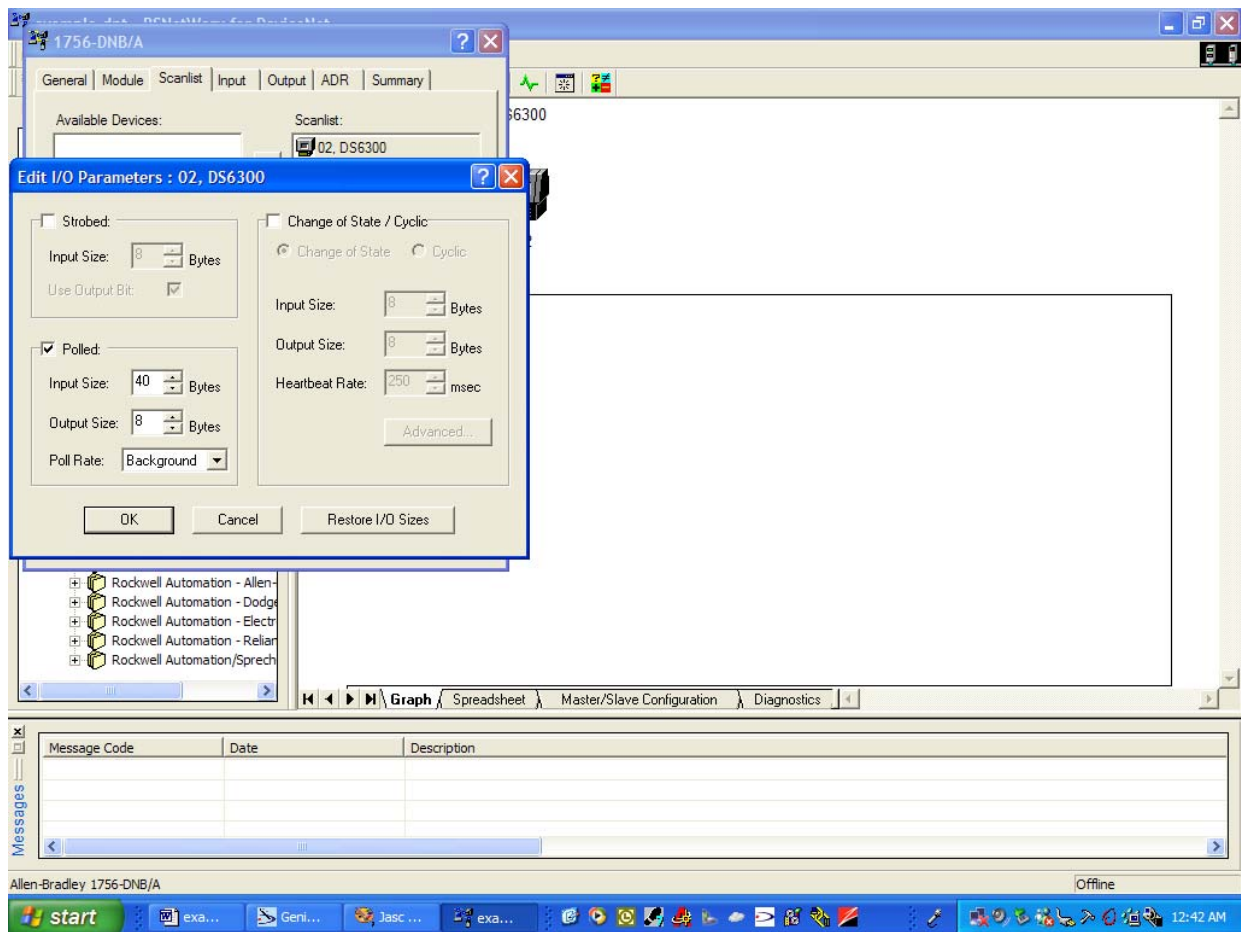 1756-DNB/A
General Module Scanlist Input Output ADR Summary
S6300
Available Devices: Scanlist:
02, DS6300
Edit I/O Parameters : 02, DS6300
Strobed:
Input Size: 8 Bytes
Use Output Bit:
Polled:
Input Size: 40 Bytes
Output Size: 8 Bytes
Poll Rate: Background
Change of State / Cyclic
Change of State Cyclic
Input Size: 8 Bytes
Output Size: 8 Bytes
Heartbeat Rate: 250 msec
Advanced...
OK Cancel Restore I/O Sizes
Rockwell Automation - Allen-
Rockwell Automation - Dodge
Rockwell Automation - Electr
Rockwell Automation - Relian
Rockwell Automation/Sprech
Graph Spreadsheet Master/Slave Configuration Diagnostics
Messages
Message Code Date Description
Allen-Bradley 1756-DNB/A Offline
start exa... Geni... Jasc ... exa... 12:42 AM